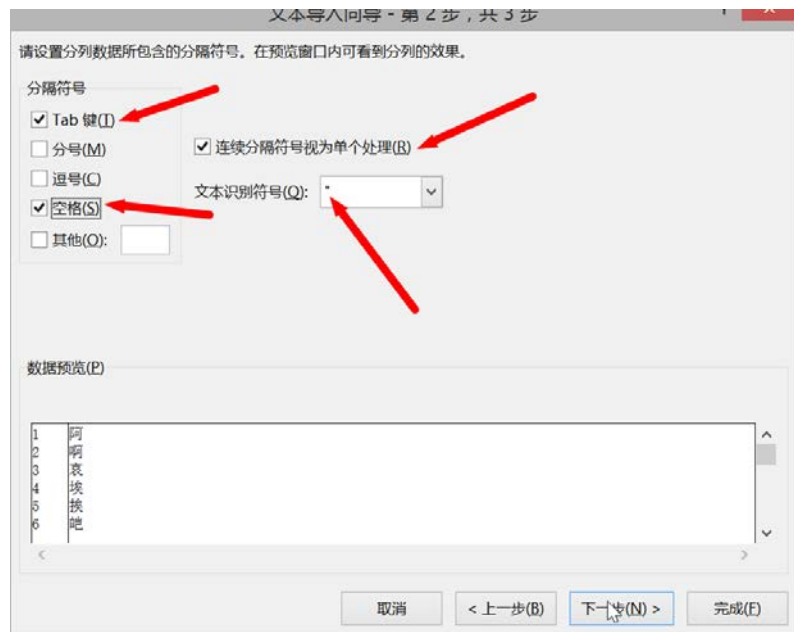 文本导入向导 - 第 2 步，共 3 步
请设置分列数据所包含的分隔符号。在预览窗口内可看到分列的效果。
分隔符号
Tab 键(T)
分号(M)
逗号(C)
空格(S)
其他(O):
连续分隔符号视为单个处理(R)
文本识别符号(Q): "
数据预览(P)
1 阿
2 啊
3 哀
4 埃
5 挨
6 皑
取消 < 上一步(B) 下一步(N) > 完成(F)